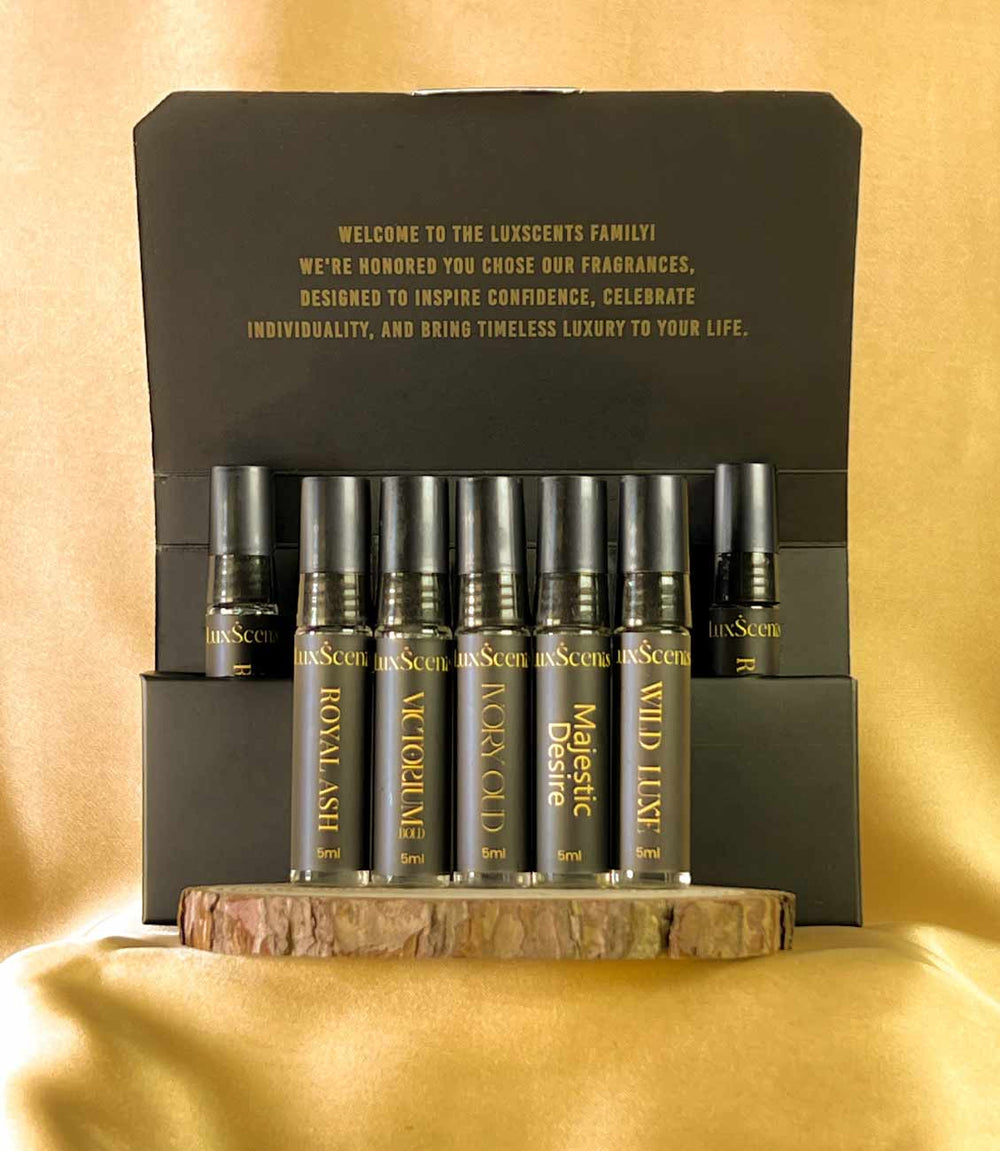 WELCOME TO THE LUXSCENTS FAMILY!
WE'RE HONORED YOU CHOSE OUR FRAGRANCES,
DESIGNED TO INSPIRE CONFIDENCE, CELEBRATE
INDIVIDUALITY, AND BRING TIMELESS LUXURY TO YOUR LIFE.
LuxScents
R
LuxScents
ROYAL ASH
5ml
LuxScents
VICTORIUM
BOLD
5ml
LuxScents
IVORY OUD
5ml
LuxScents
Majestic
Desire
5ml
LuxScents
WILD LUXE
5ml
LuxScents
R